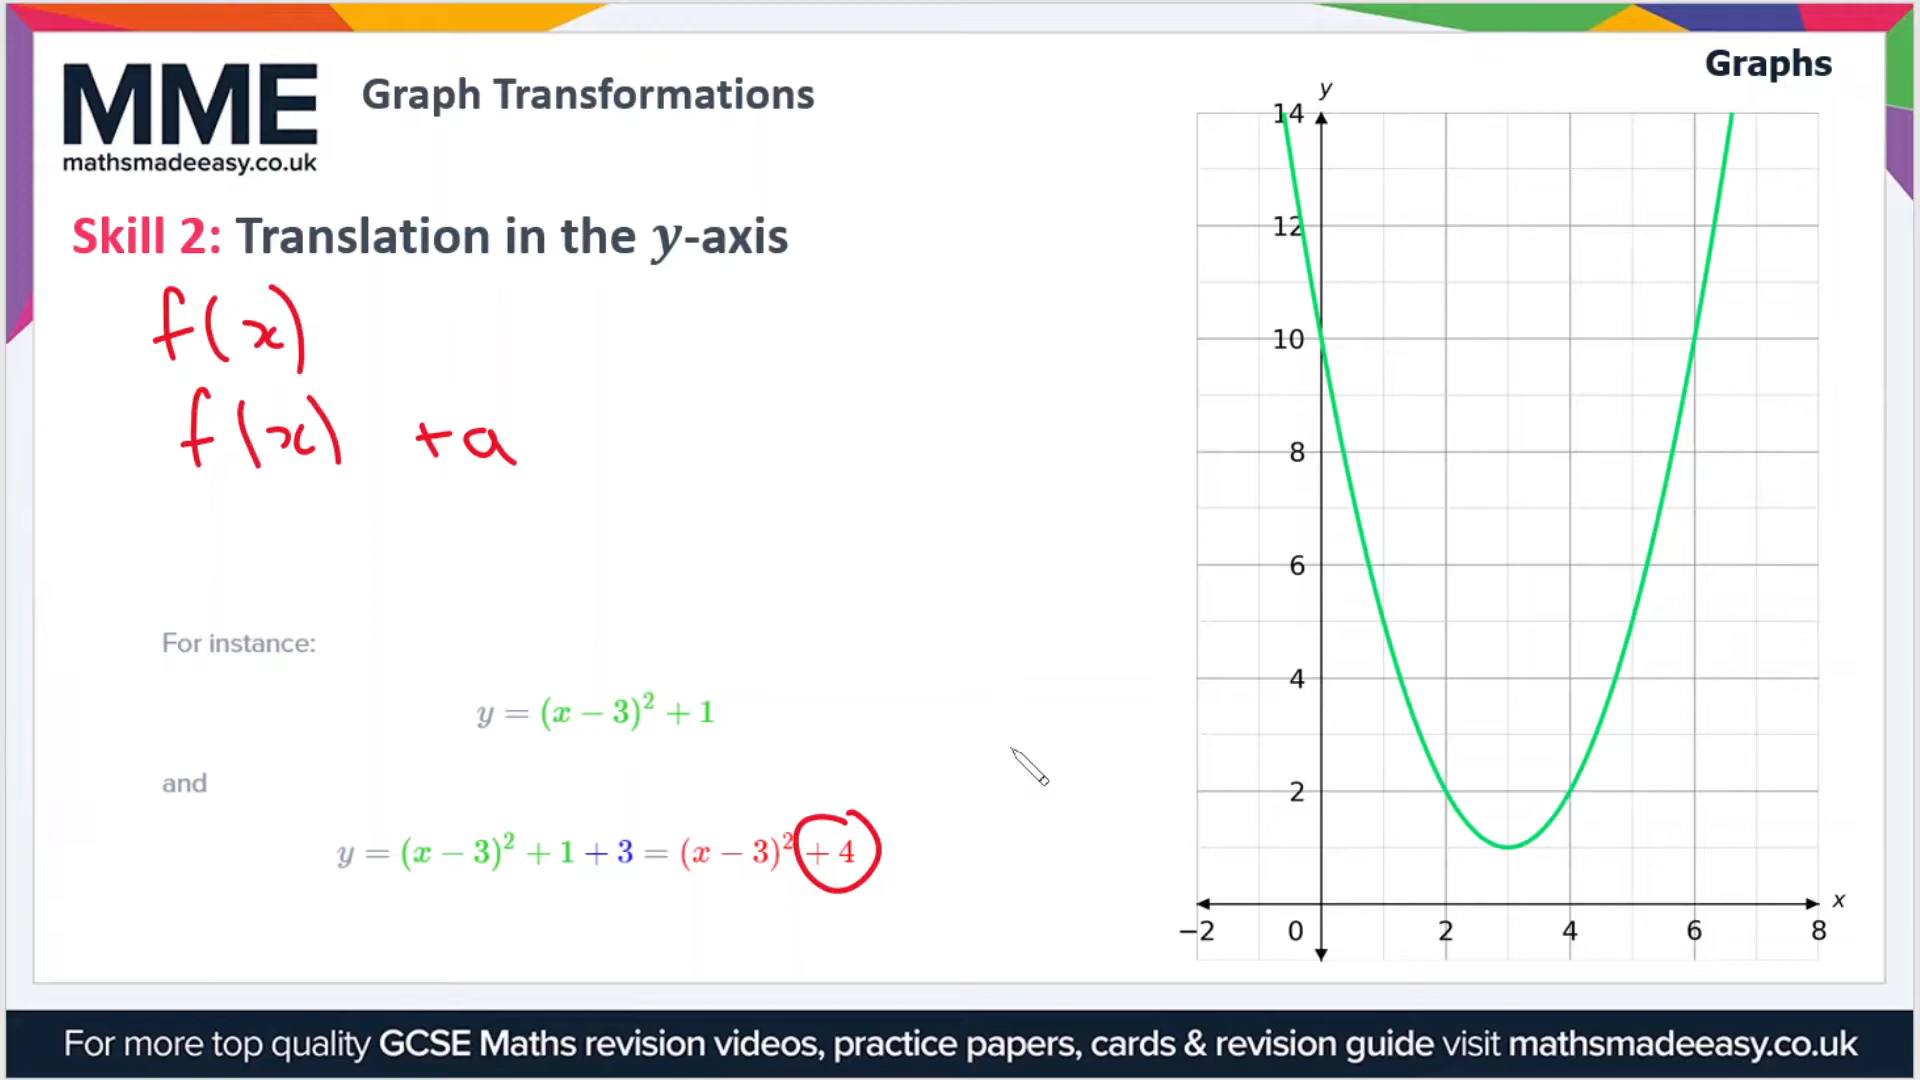 MME
mathsmadeeasy.co.uk
Graph Transformations
Graphs
Skill 2: Translation in the y-axis
f(x)
f(x) +a
For instance:
y = (x − 3)² + 1
and
y = (x − 3)² + 1 + 3 = (x − 3)² + 4
y
14
12
10
8
6
4
2
x
−2 0 2 4 6 8
For more top quality GCSE Maths revision videos, practice papers, cards & revision guide visit mathsmadeeasy.co.uk